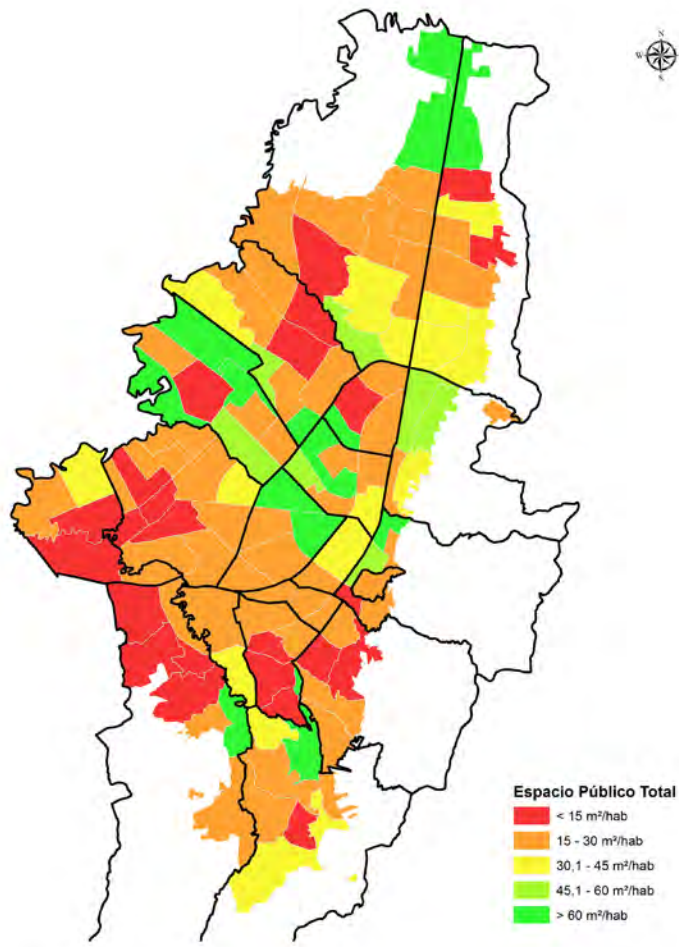 N
W
E
S
Espacio Público Total
< 15 m²/hab
15 - 30 m²/hab
30,1 - 45 m²/hab
45,1 - 60 m²/hab
> 60 m²/hab